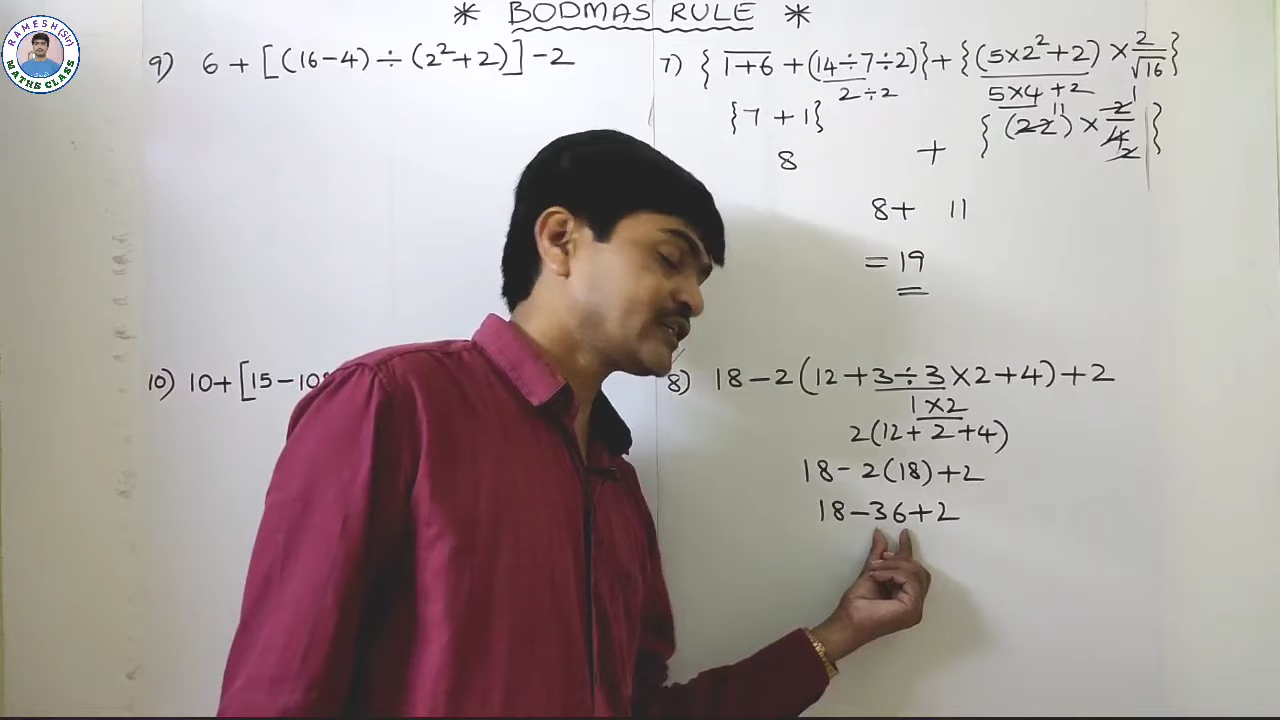 RAMESH(Sir)
MATHS CLASS
* BODMAS RULE *
9) 6 + [(16-4) ÷ (2²+2)] -2
10) 10+[15-10
7) { 1+6 + (14÷7÷2)} + {(5×2²+2) × 2/√16}
2÷2
5×4+2
{7 + 1}
{ (22) 11 × 2 1/4 2 }
8 +
8+ 11
= 19
8) 18-2(12+3÷3×2+4)+2
1×2
2(12+2+4)
18-2(18)+2
18-36+2